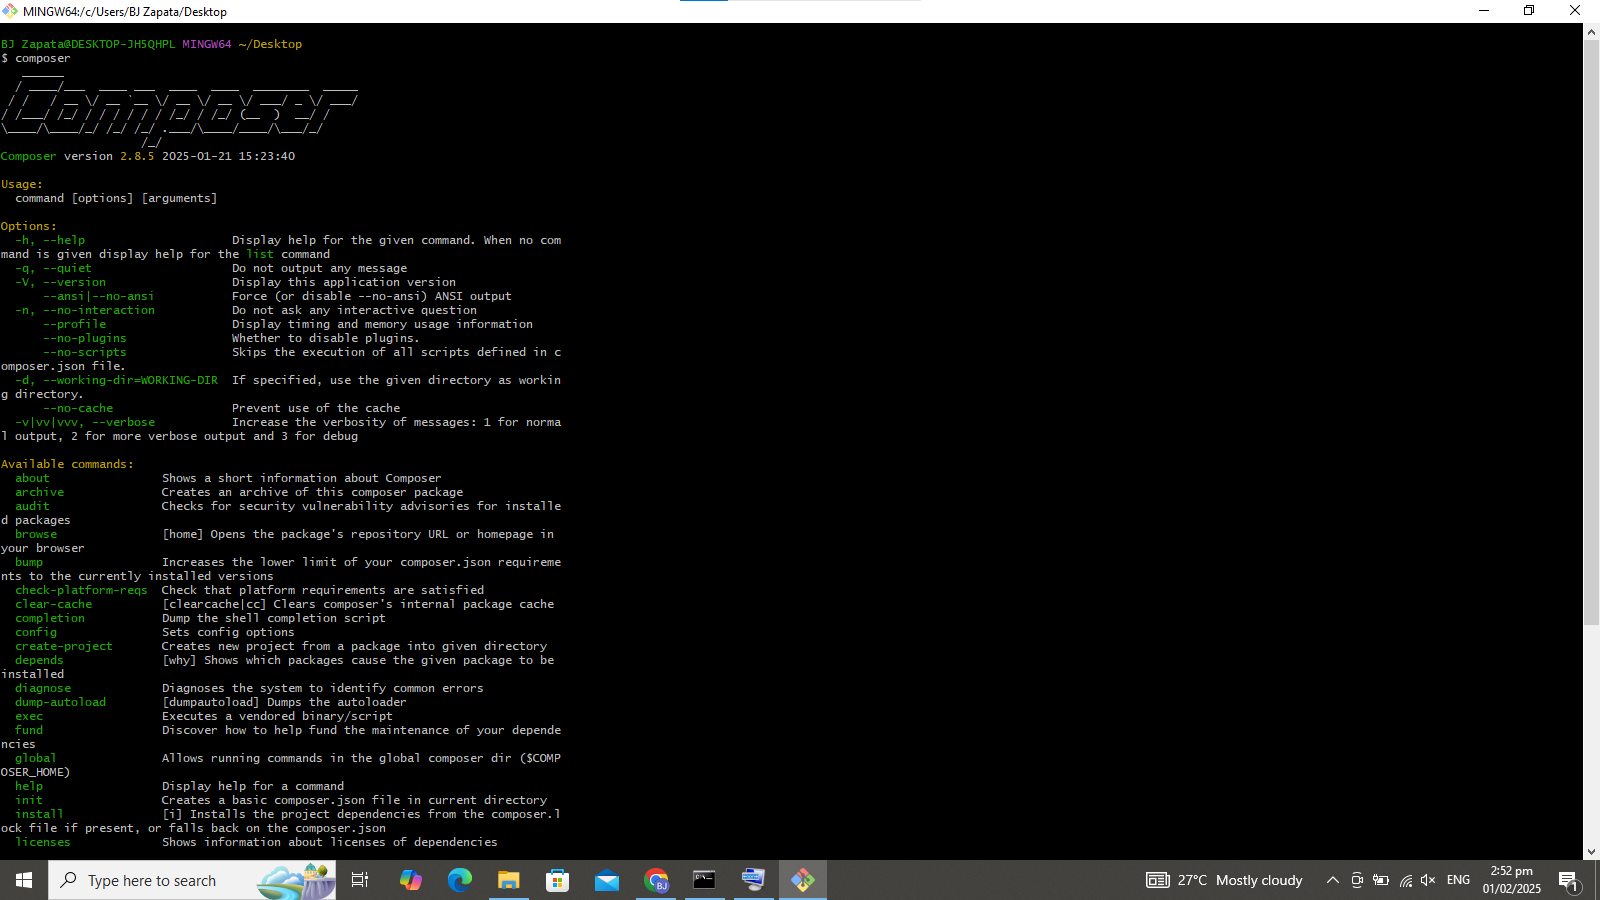 MINGW64:/c/Users/BJ Zapata/Desktop
BJ Zapata@DESKTOP-JH5QHPL MINGW64 ~/Desktop
$ composer
Composer
Composer version 2.8.5 2025-01-21 15:23:40
Usage:
command [options] [arguments]
Options:
-h, --help Display help for the given command. When no com
mand is given display help for the list command
-q, --quiet Do not output any message
-V, --version Display this application version
--ansi|--no-ansi Force (or disable --no-ansi) ANSI output
-n, --no-interaction Do not ask any interactive question
--profile Display timing and memory usage information
--no-plugins Whether to disable plugins.
--no-scripts Skips the execution of all scripts defined in c
omposer.json file.
-d, --working-dir=WORKING-DIR If specified, use the given directory as workin
g directory.
--no-cache Prevent use of the cache
-v|vv|vvv, --verbose Increase the verbosity of messages: 1 for norma
l output, 2 for more verbose output and 3 for debug
Available commands:
about Shows a short information about Composer
archive Creates an archive of this composer package
audit Checks for security vulnerability advisories for installe
d packages
browse [home] Opens the package's repository URL or homepage in
your browser
bump Increases the lower limit of your composer.json requireme
nts to the currently installed versions
check-platform-reqs Check that platform requirements are satisfied
clear-cache [clearcache|cc] Clears composer's internal package cache
completion Dump the shell completion script
config Sets config options
create-project Creates new project from a package into given directory
depends [why] Shows which packages cause the given package to be
installed
diagnose Diagnoses the system to identify common errors
dump-autoload [dumpautoload] Dumps the autoloader
exec Executes a vendored binary/script
fund Discover how to help fund the maintenance of your depende
ncies
global Allows running commands in the global composer dir ($COMP
OSER_HOME)
help Display help for a command
init Creates a basic composer.json file in current directory
install [i] Installs the project dependencies from the composer.l
ock file if present, or falls back on the composer.json
licenses Shows information about licenses of dependencies
Type here to search
BJ
27°C Mostly cloudy
ENG
2:52 pm
01/02/2025
1